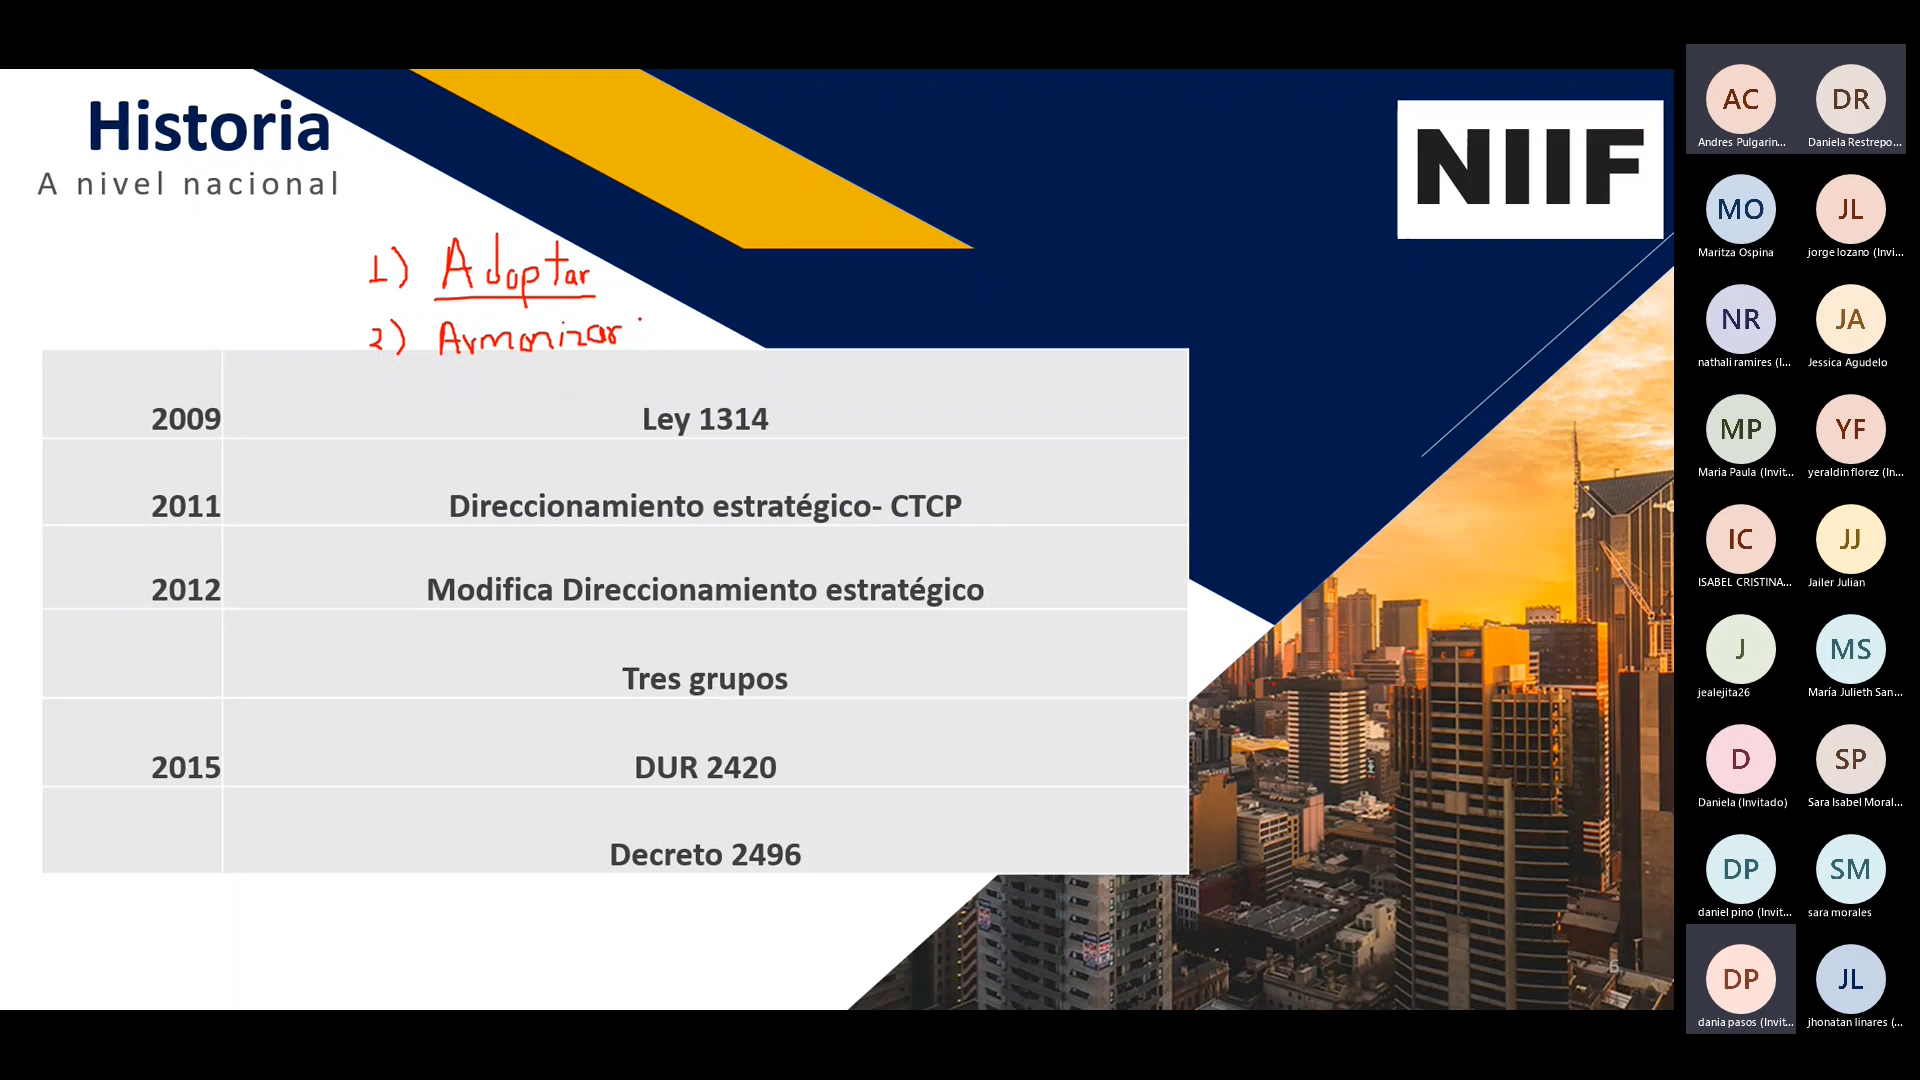 Historia
A nivel nacional
NIIF
1) Adoptar
2) Armonizar
2009 Ley 1314
2011 Direccionamiento estratégico- CTCP
2012 Modifica Direccionamiento estratégico
Tres grupos
2015 DUR 2420
Decreto 2496
6
AC DR
Andres Pulgarin... Daniela Restrepo...
MO JL
Maritza Ospina jorge lozano (Invi...
NR JA
nathali ramires (I... Jessica Agudelo
MP YF
Maria Paula (Invit... yeraldin florez (In...
IC JJ
ISABEL CRISTINA... Jailer Julian
J MS
jealejita26 María Julieth San...
D SP
Daniela (Invitado) Sara Isabel Moral...
DP SM
daniel pino (Invit... sara morales
DP JL
dania pasos (Invit... jhonatan linares (...